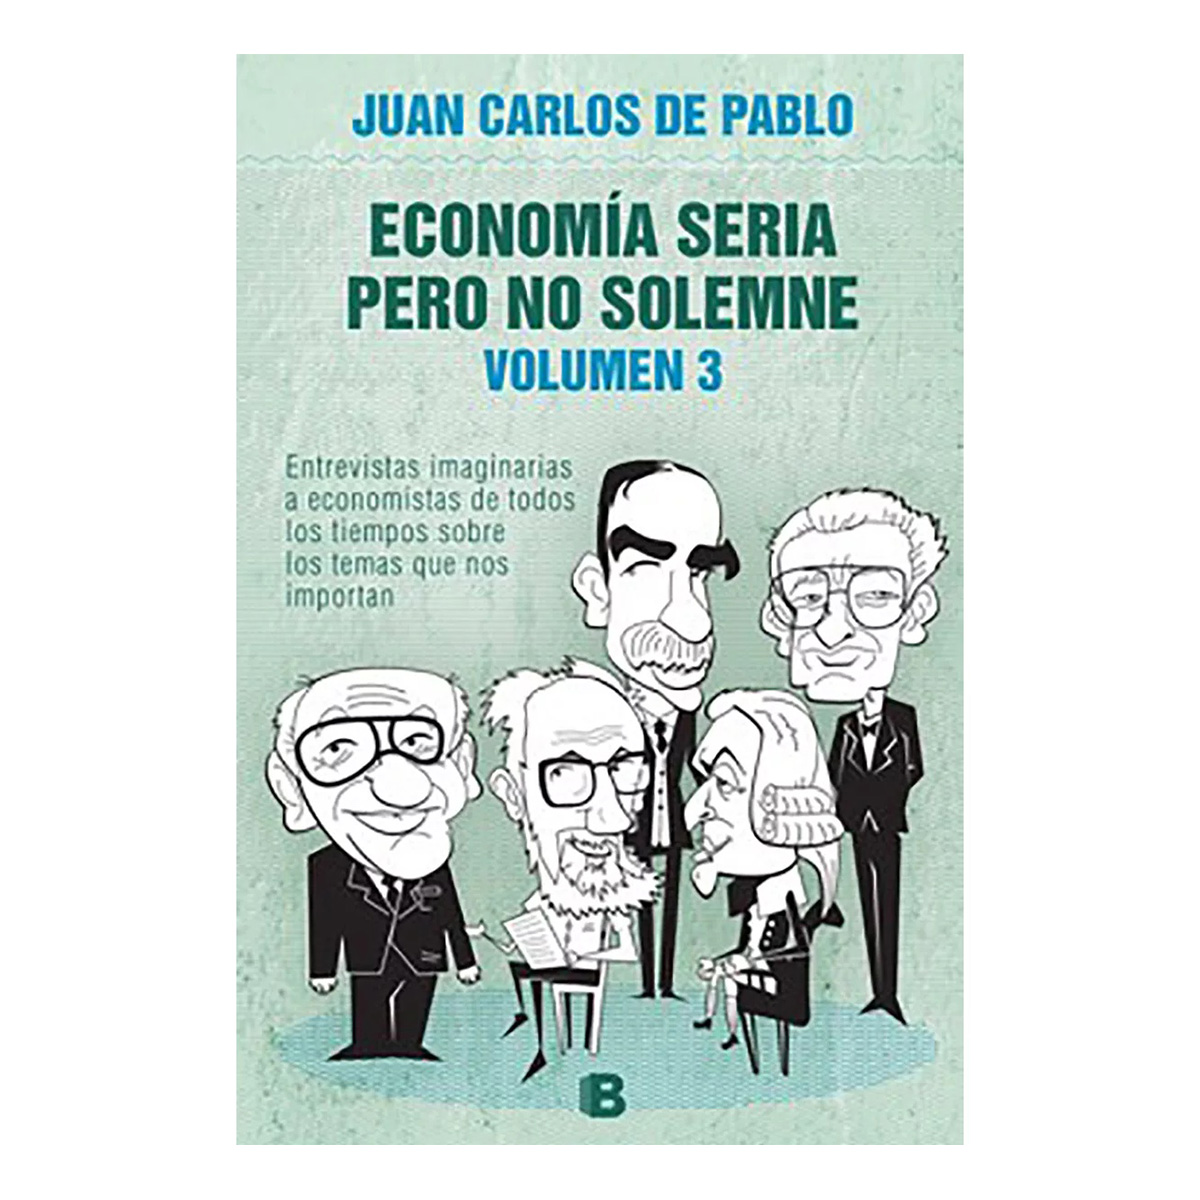 JUAN CARLOS DE PABLO
ECONOMÍA SERIA
PERO NO SOLEMNE
VOLUMEN 3
Entrevistas imaginarias
a economistas de todos
los tiempos sobre
los temas que nos
importan
B